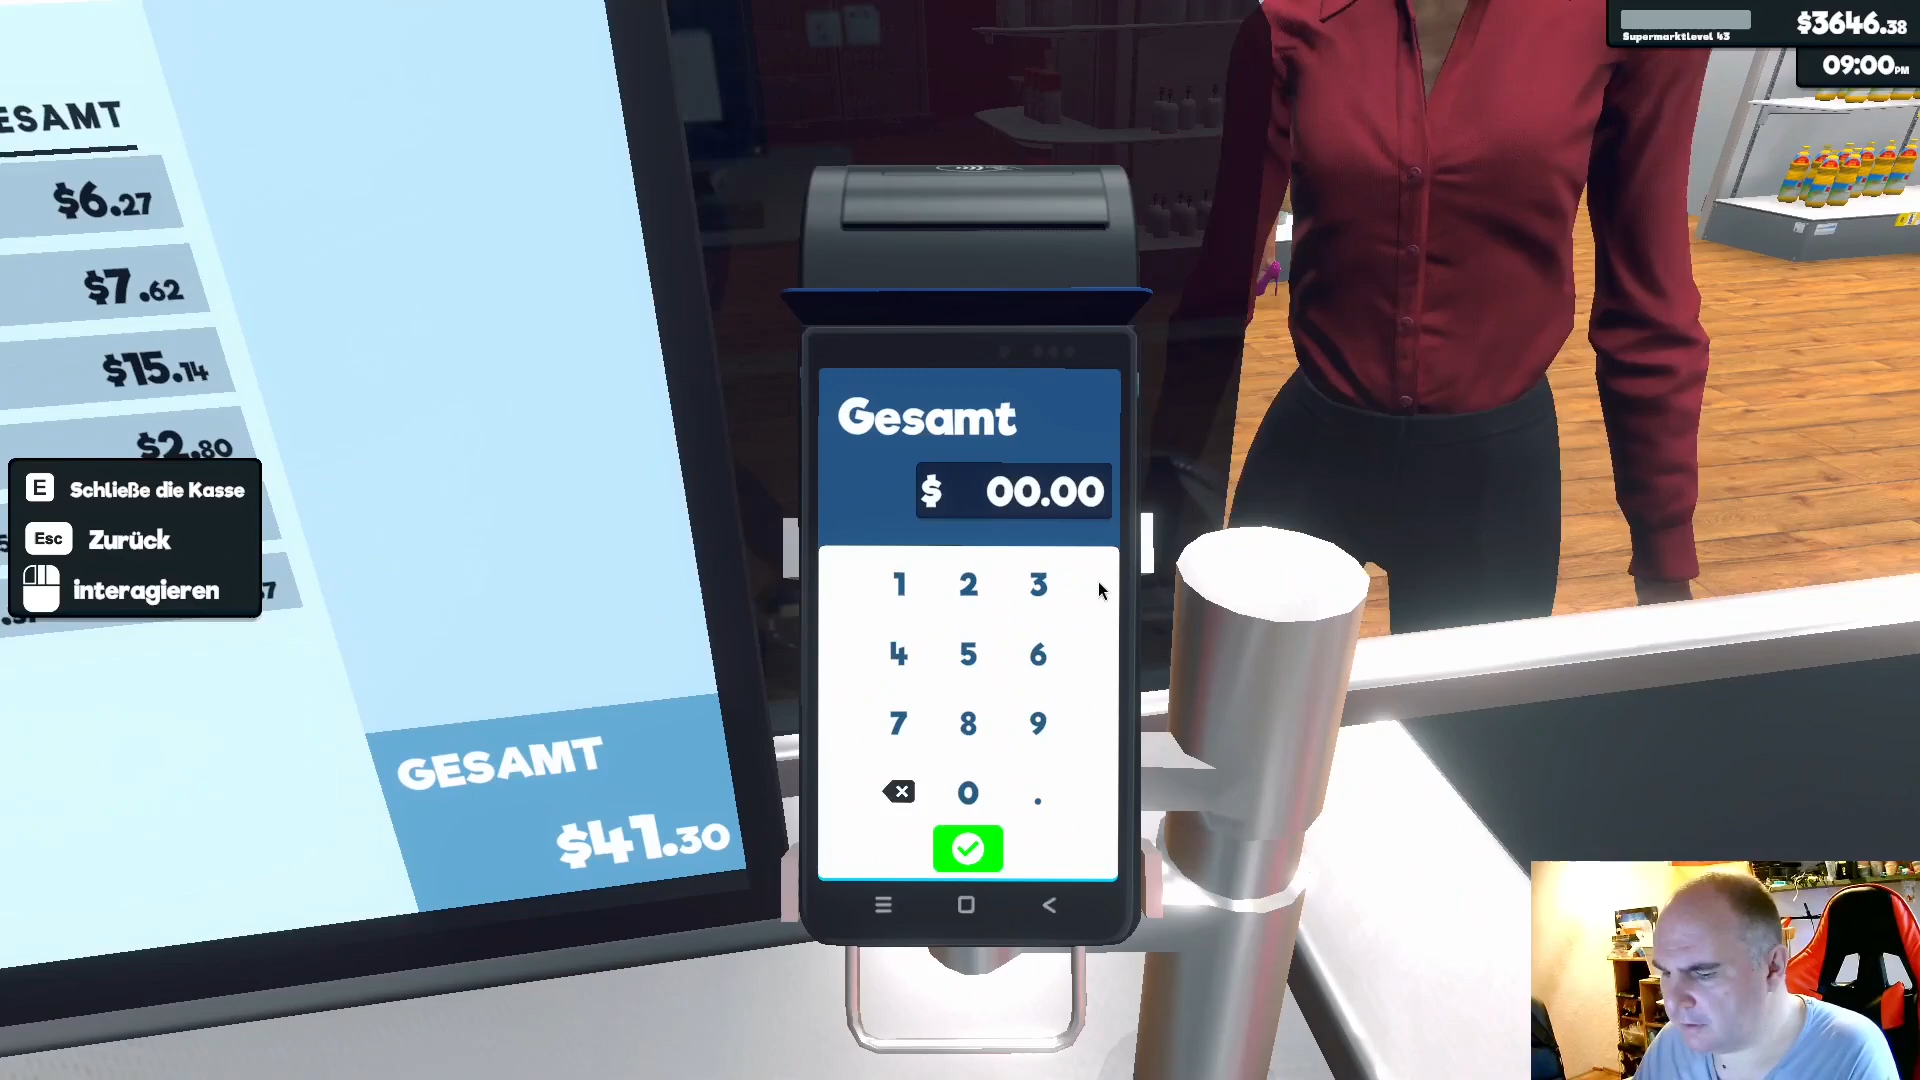 $3646.38
Supermarktlevel 43
09:00PM
ESAMT
$6.27
$7.62
$15.14
$2.80
E Schließe die Kasse
Esc Zurück
interagieren
GESAMT
$41.30
Gesamt
$ 00.00
1 2 3
4 5 6
7 8 9
0 .